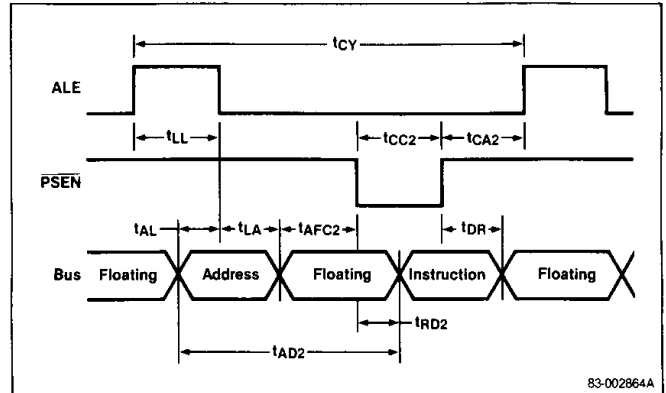 tCY
ALE
tLL
tCC2
tCA2
PSEN
tAL
tLA
tAFC2
tDR
Bus
Floating
Address
Floating
Instruction
Floating
tRD2
tAD2
83-002864A